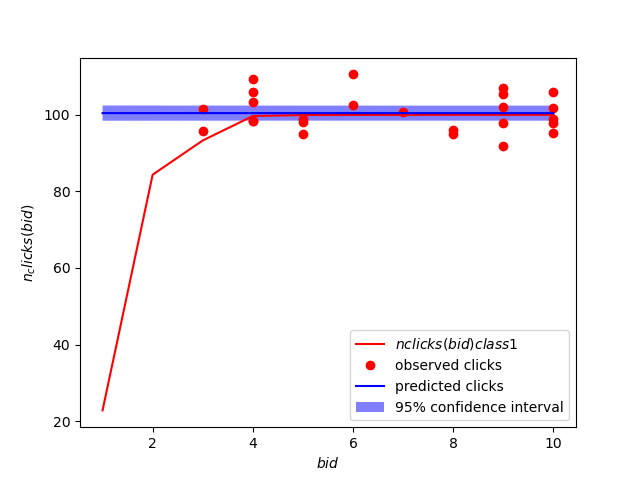 100
80
60
40
20
2
4
6
8
10
n_clicks(bid)
bid
nclicks(bid)class1
observed clicks
predicted clicks
95% confidence interval